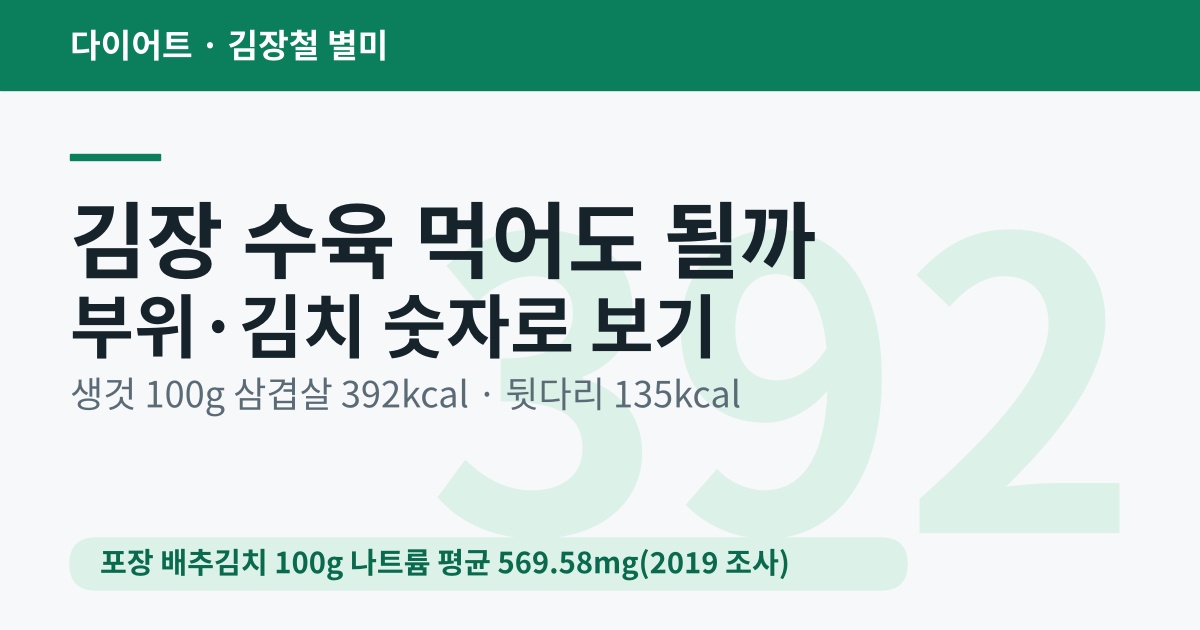 다이어트 · 김장철 별미
김장 수육 먹어도 될까
부위·김치 숫자로 보기
생것 100g 삼겹살 392kcal · 뒷다리 135kcal
392
포장 배추김치 100g 나트륨 평균 569.58mg(2019 조사)